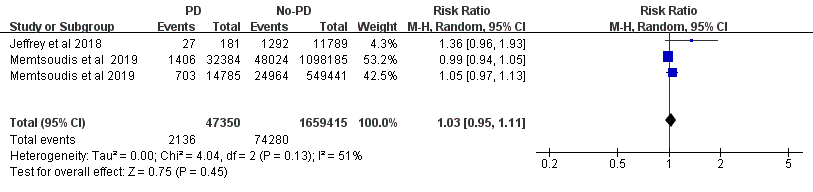 PD No-PD Risk Ratio Risk Ratio
Study or Subgroup Events Total Events Total Weight M-H, Random, 95% CI M-H, Random, 95% CI
Jeffrey et al 2018 27 181 1292 11789 4.3% 1.36 [0.96, 1.93]
Memtsoudis et al 2019 1406 32384 48024 1098185 53.2% 0.99 [0.94, 1.05]
Memtsoudis et al 2019 703 14785 24964 549441 42.5% 1.05 [0.97, 1.13]
Total (95% CI) 47350 1659415 100.0% 1.03 [0.95, 1.11]
Total events 2136 74280
Heterogeneity: Tau² = 0.00; Chi² = 4.04, df = 2 (P = 0.13); I² = 51%
Test for overall effect: Z = 0.75 (P = 0.45)
0.2 0.5 1 2 5